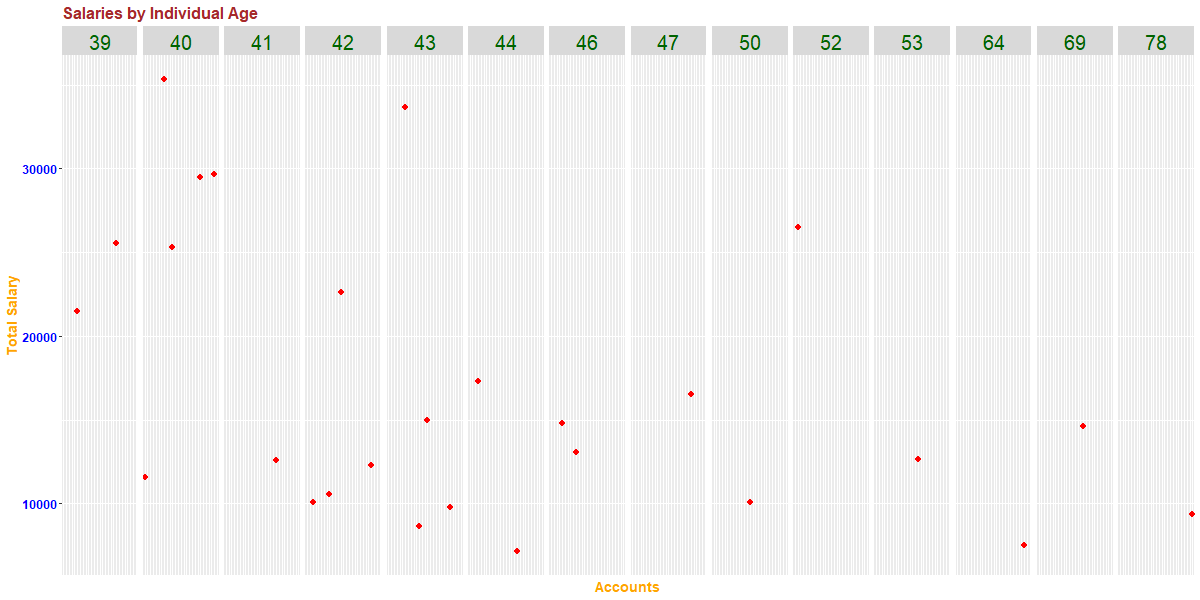 Salaries by Individual Age
39 40 41 42 43 44 46 47 50 52 53 64 69 78
30000
20000
10000
Total Salary
Accounts